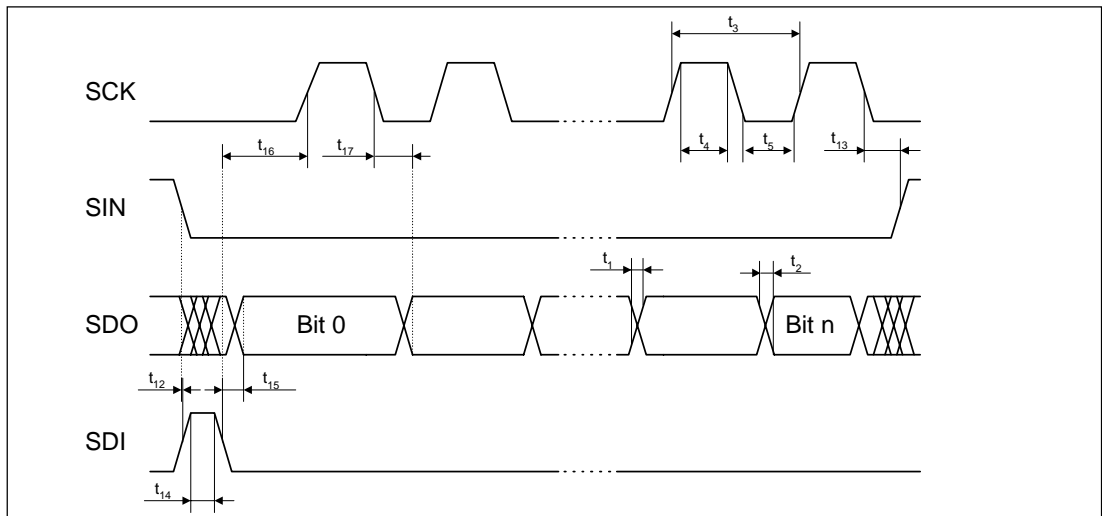 t3
SCK
t16
t17
t4
t5
t13
SIN
t1
t2
SDO
Bit 0
Bit n
t12
t15
SDI
t14